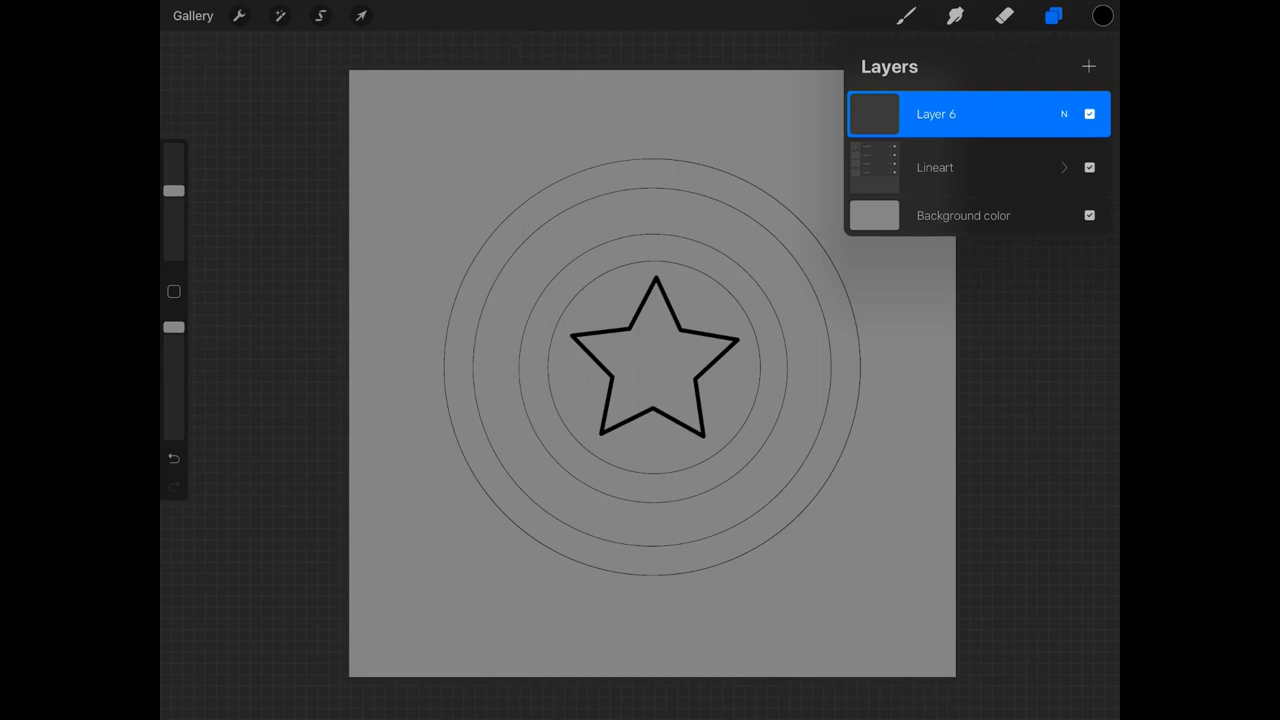 Gallery
Layers
Layer 6 N
Lineart
Background color